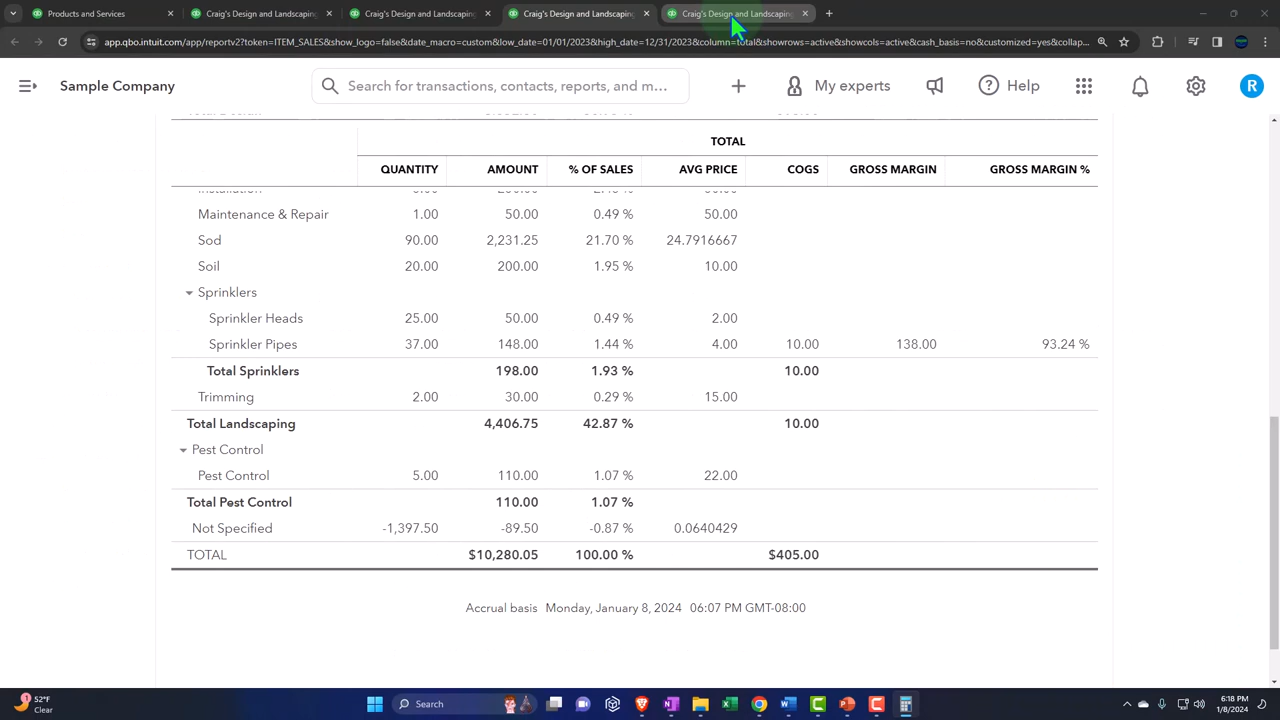 Products and Services
Craig's Design and Landscaping
Craig's Design and Landscaping
Craig's Design and Landscaping
Craig's Design and Landscaping
app.qbo.intuit.com/app/reportv2?token=ITEM_SALES&show_logo=false&date_macro=custom&low_date=01/01/2023&high_date=12/31/2023&column=total&showrows=active&showcols=active&cash_basis=no&customized=yes&collap...
Sample Company
Search for transactions, contacts, reports, and m...
My experts
Help
R
TOTAL
QUANTITY AMOUNT % OF SALES AVG PRICE COGS GROSS MARGIN GROSS MARGIN %
Installation
Maintenance & Repair 1.00 50.00 0.49 % 50.00
Sod 90.00 2,231.25 21.70 % 24.7916667
Soil 20.00 200.00 1.95 % 10.00
Sprinklers
Sprinkler Heads 25.00 50.00 0.49 % 2.00
Sprinkler Pipes 37.00 148.00 1.44 % 4.00 10.00 138.00 93.24 %
Total Sprinklers 198.00 1.93 % 10.00
Trimming 2.00 30.00 0.29 % 15.00
Total Landscaping 4,406.75 42.87 % 10.00
Pest Control
Pest Control 5.00 110.00 1.07 % 22.00
Total Pest Control 110.00 1.07 %
Not Specified -1,397.50 -89.50 -0.87 % 0.0640429
TOTAL $10,280.05 100.00 % $405.00
Accrual basis Monday, January 8, 2024 06:07 PM GMT-08:00
52°F
Clear
Search
6:18 PM
1/8/2024